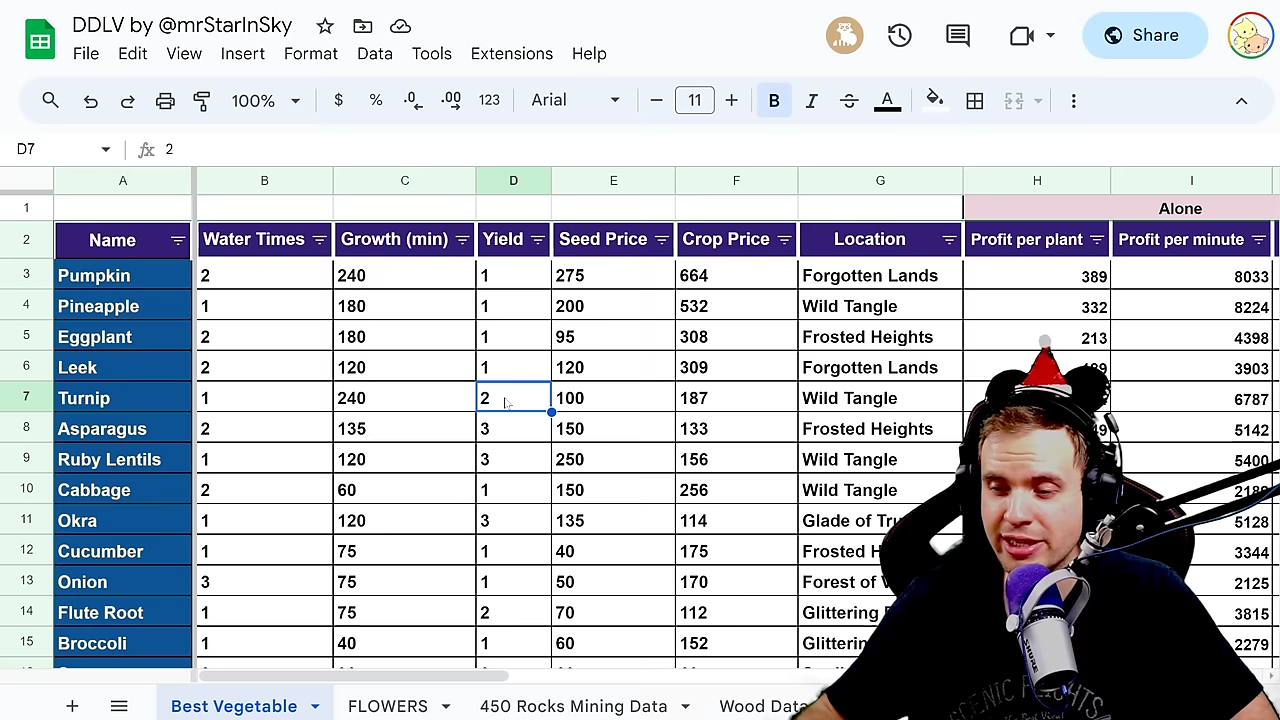 DDLV by @mrStarInSky
File Edit View Insert Format Data Tools Extensions Help
Share
100% $ % .0 .00 123 Arial 11 B I A
D7 fx 2
A B C D E F G H I
1 Alone
2 Name Water Times Growth (min) Yield Seed Price Crop Price Location Profit per plant Profit per minute
3 Pumpkin 2 240 1 275 664 Forgotten Lands 389 8033
4 Pineapple 1 180 1 200 532 Wild Tangle 332 8224
5 Eggplant 2 180 1 95 308 Frosted Heights 213 4398
6 Leek 2 120 1 120 309 Forgotten Lands 3903
7 Turnip 1 240 2 100 187 Wild Tangle 6787
8 Asparagus 2 135 3 150 133 Frosted Heights 5142
9 Ruby Lentils 1 120 3 250 156 Wild Tangle 5400
10 Cabbage 2 60 1 150 256 Wild Tangle
11 Okra 1 120 3 135 114 Glade of 5128
12 Cucumber 1 75 1 40 175 Frosted 3344
13 Onion 3 75 1 50 170 Forest of 2125
14 Flute Root 1 75 2 70 112 Glittering 3815
15 Broccoli 1 40 1 60 152 Glittering 2279
SHURE
Best Vegetable FLOWERS 450 Rocks Mining Data Wood Data